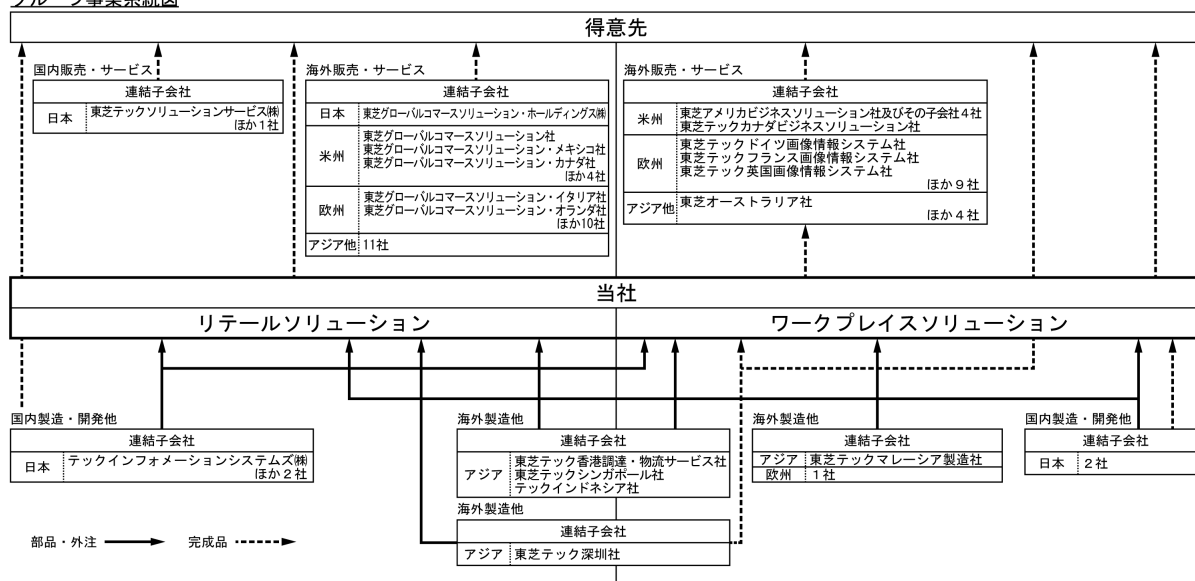 グループ事業系統図
得意先
国内販売・サービス
連結子会社
日本 東芝テックソリューションサービス㈱
ほか1社
海外販売・サービス
連結子会社
日本 東芝グローバルコマースソリューション・ホールディングス㈱
米州 東芝グローバルコマースソリューション社
東芝グローバルコマースソリューション・メキシコ社
東芝グローバルコマースソリューション・カナダ社
ほか4社
欧州 東芝グローバルコマースソリューション・イタリア社
東芝グローバルコマースソリューション・オランダ社
ほか10社
アジア他 11社
海外販売・サービス
連結子会社
米州 東芝アメリカビジネスソリューション社及びその子会社4社
東芝テックカナダビジネスソリューション社
欧州 東芝テックドイツ画像情報システム社
東芝テックフランス画像情報システム社
東芝テック英国画像情報システム社
ほか9社
アジア他 東芝オーストラリア社
ほか4社
当社
リテールソリューション
ワークプレイスソリューション
国内製造・開発他
連結子会社
日本 テックインフォメーションシステムズ㈱
ほか2社
海外製造他
連結子会社
アジア 東芝テック香港調達・物流サービス社
東芝テックシンガポール社
テックインドネシア社
海外製造他
連結子会社
アジア 東芝テック深圳社
海外製造他
連結子会社
アジア 東芝テックマレーシア製造社
欧州 1社
国内製造・開発他
連結子会社
日本 2社
部品・外注
完成品